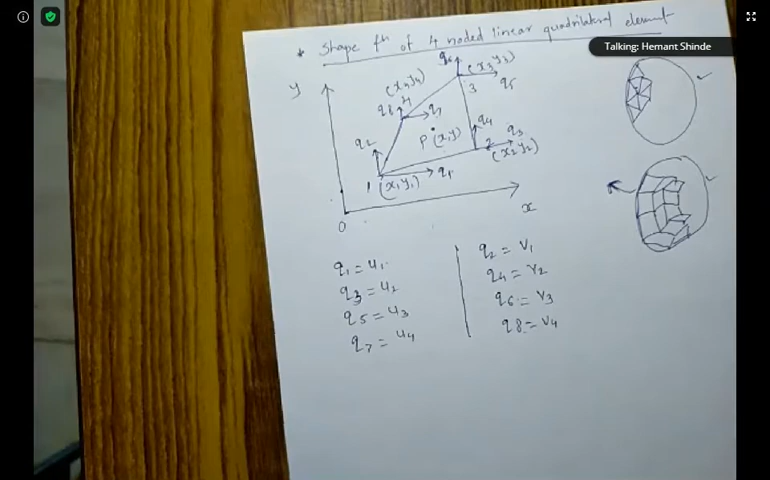 Talking: Hemant Shinde
* Shape fⁿ of 4 noded linear quadrilateral element
y
q6
(x3 y3)
3
q5
(x4 y4)
q8 4
q7
q4
q3
q2
P (x,y)
2
(x2 y2)
1 (x1 y1)
q1
0
x
q1 = u1
q3 = u2
q5 = u3
q7 = u4
q2 = v1
q4 = v2
q6 = v3
q8 = v4